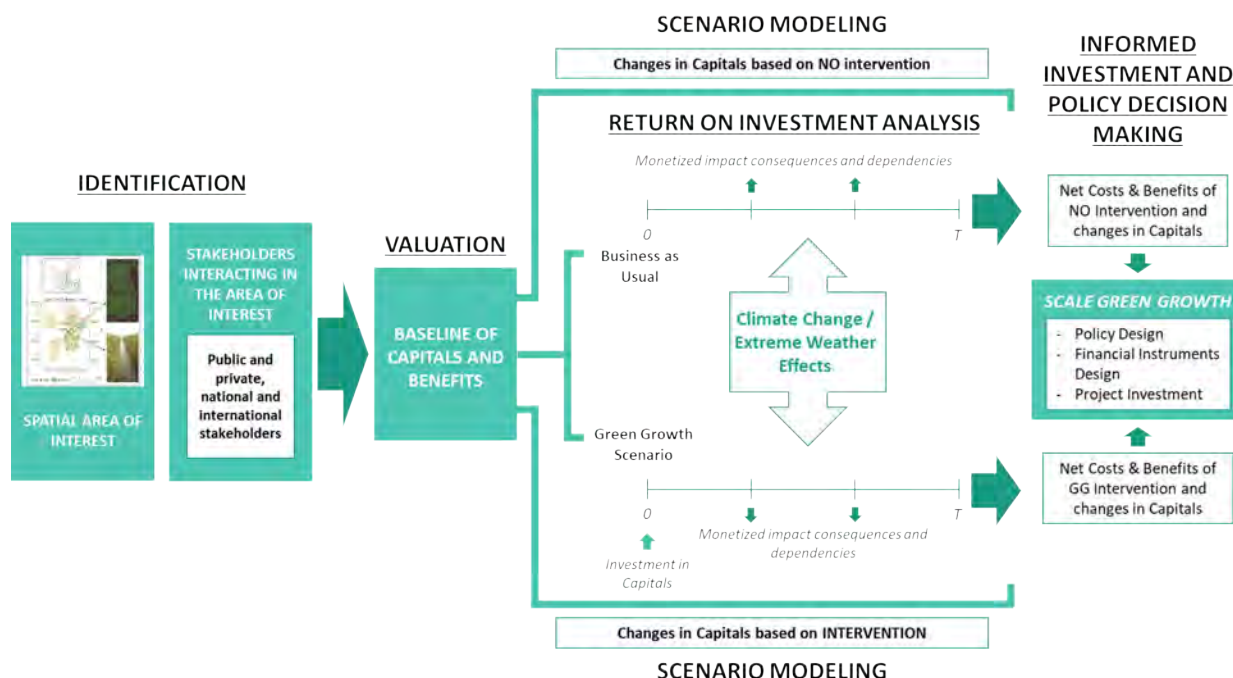 SCENARIO MODELING
Changes in Capitals based on NO intervention
INFORMED
INVESTMENT AND
POLICY DECISION
MAKING
RETURN ON INVESTMENT ANALYSIS
Monetized impact consequences and dependencies
0
T
IDENTIFICATION
SPATIAL AREA OF
INTEREST
STAKEHOLDERS
INTERACTING IN
THE AREA OF
INTEREST
Public and
private,
national and
international
stakeholders
VALUATION
BASELINE OF
CAPITALS AND
BENEFITS
Business as
Usual
Climate Change /
Extreme Weather
Effects
Green Growth
Scenario
0
T
Monetized impact consequences and
dependencies
Investment in
Capitals
Net Costs & Benefits of
NO Intervention and
changes in Capitals
SCALE GREEN GROWTH
- Policy Design
- Financial Instruments
Design
- Project Investment
Net Costs & Benefits of
GG Intervention and
changes in Capitals
Changes in Capitals based on INTERVENTION
SCENARIO MODELING